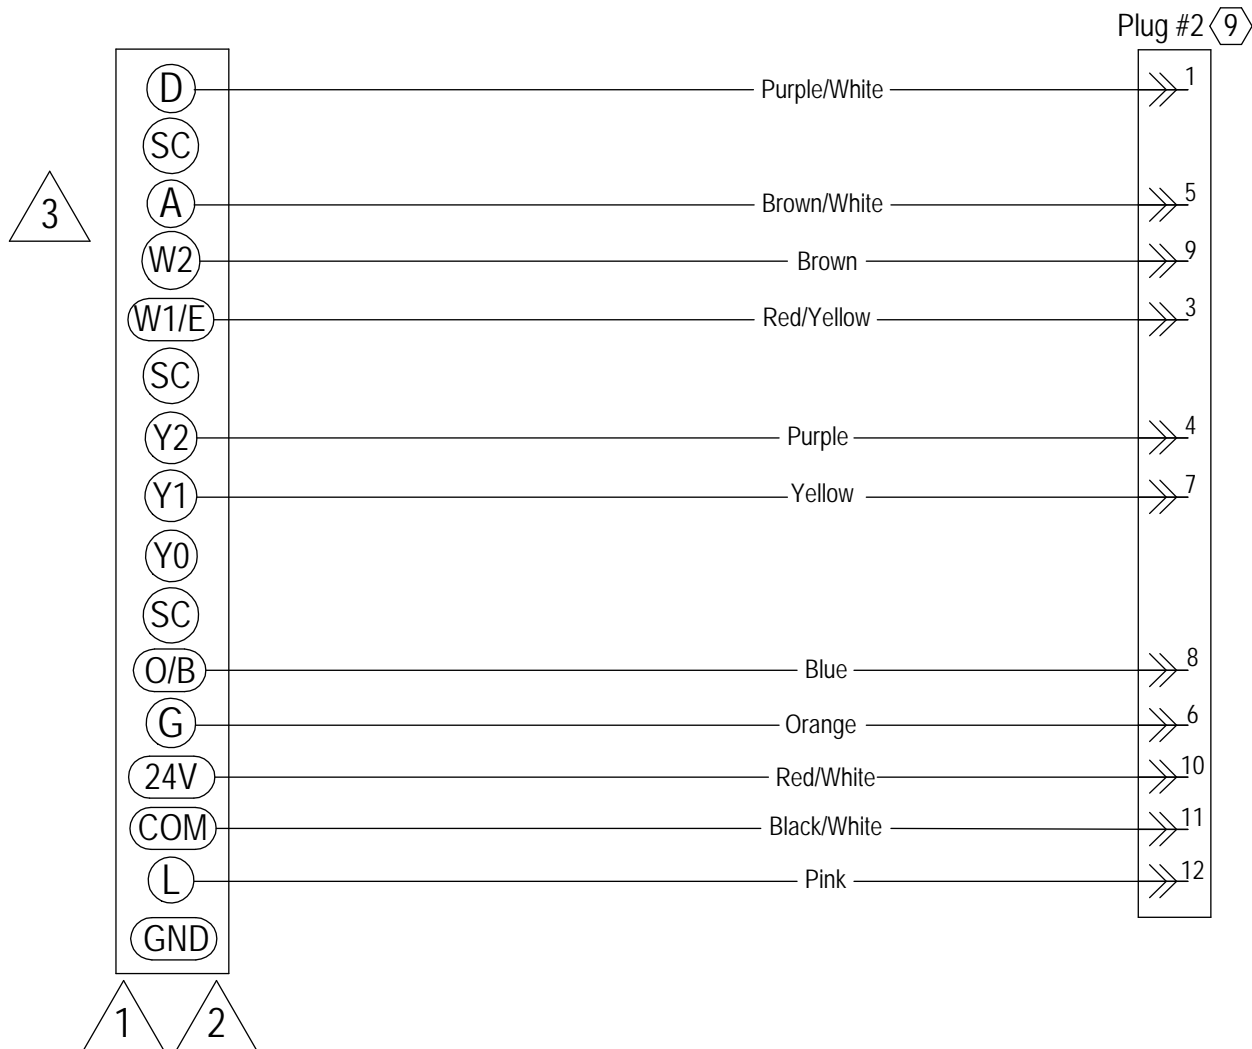 Plug #2 9
D Purple/White 1
SC
3
A Brown/White 5
W2 Brown 9
W1/E Red/Yellow 3
SC
Y2 Purple 4
Y1 Yellow 7
Y0
SC
O/B Blue 8
G Orange 6
24V Red/White 10
COM Black/White 11
L Pink 12
GND
1 2